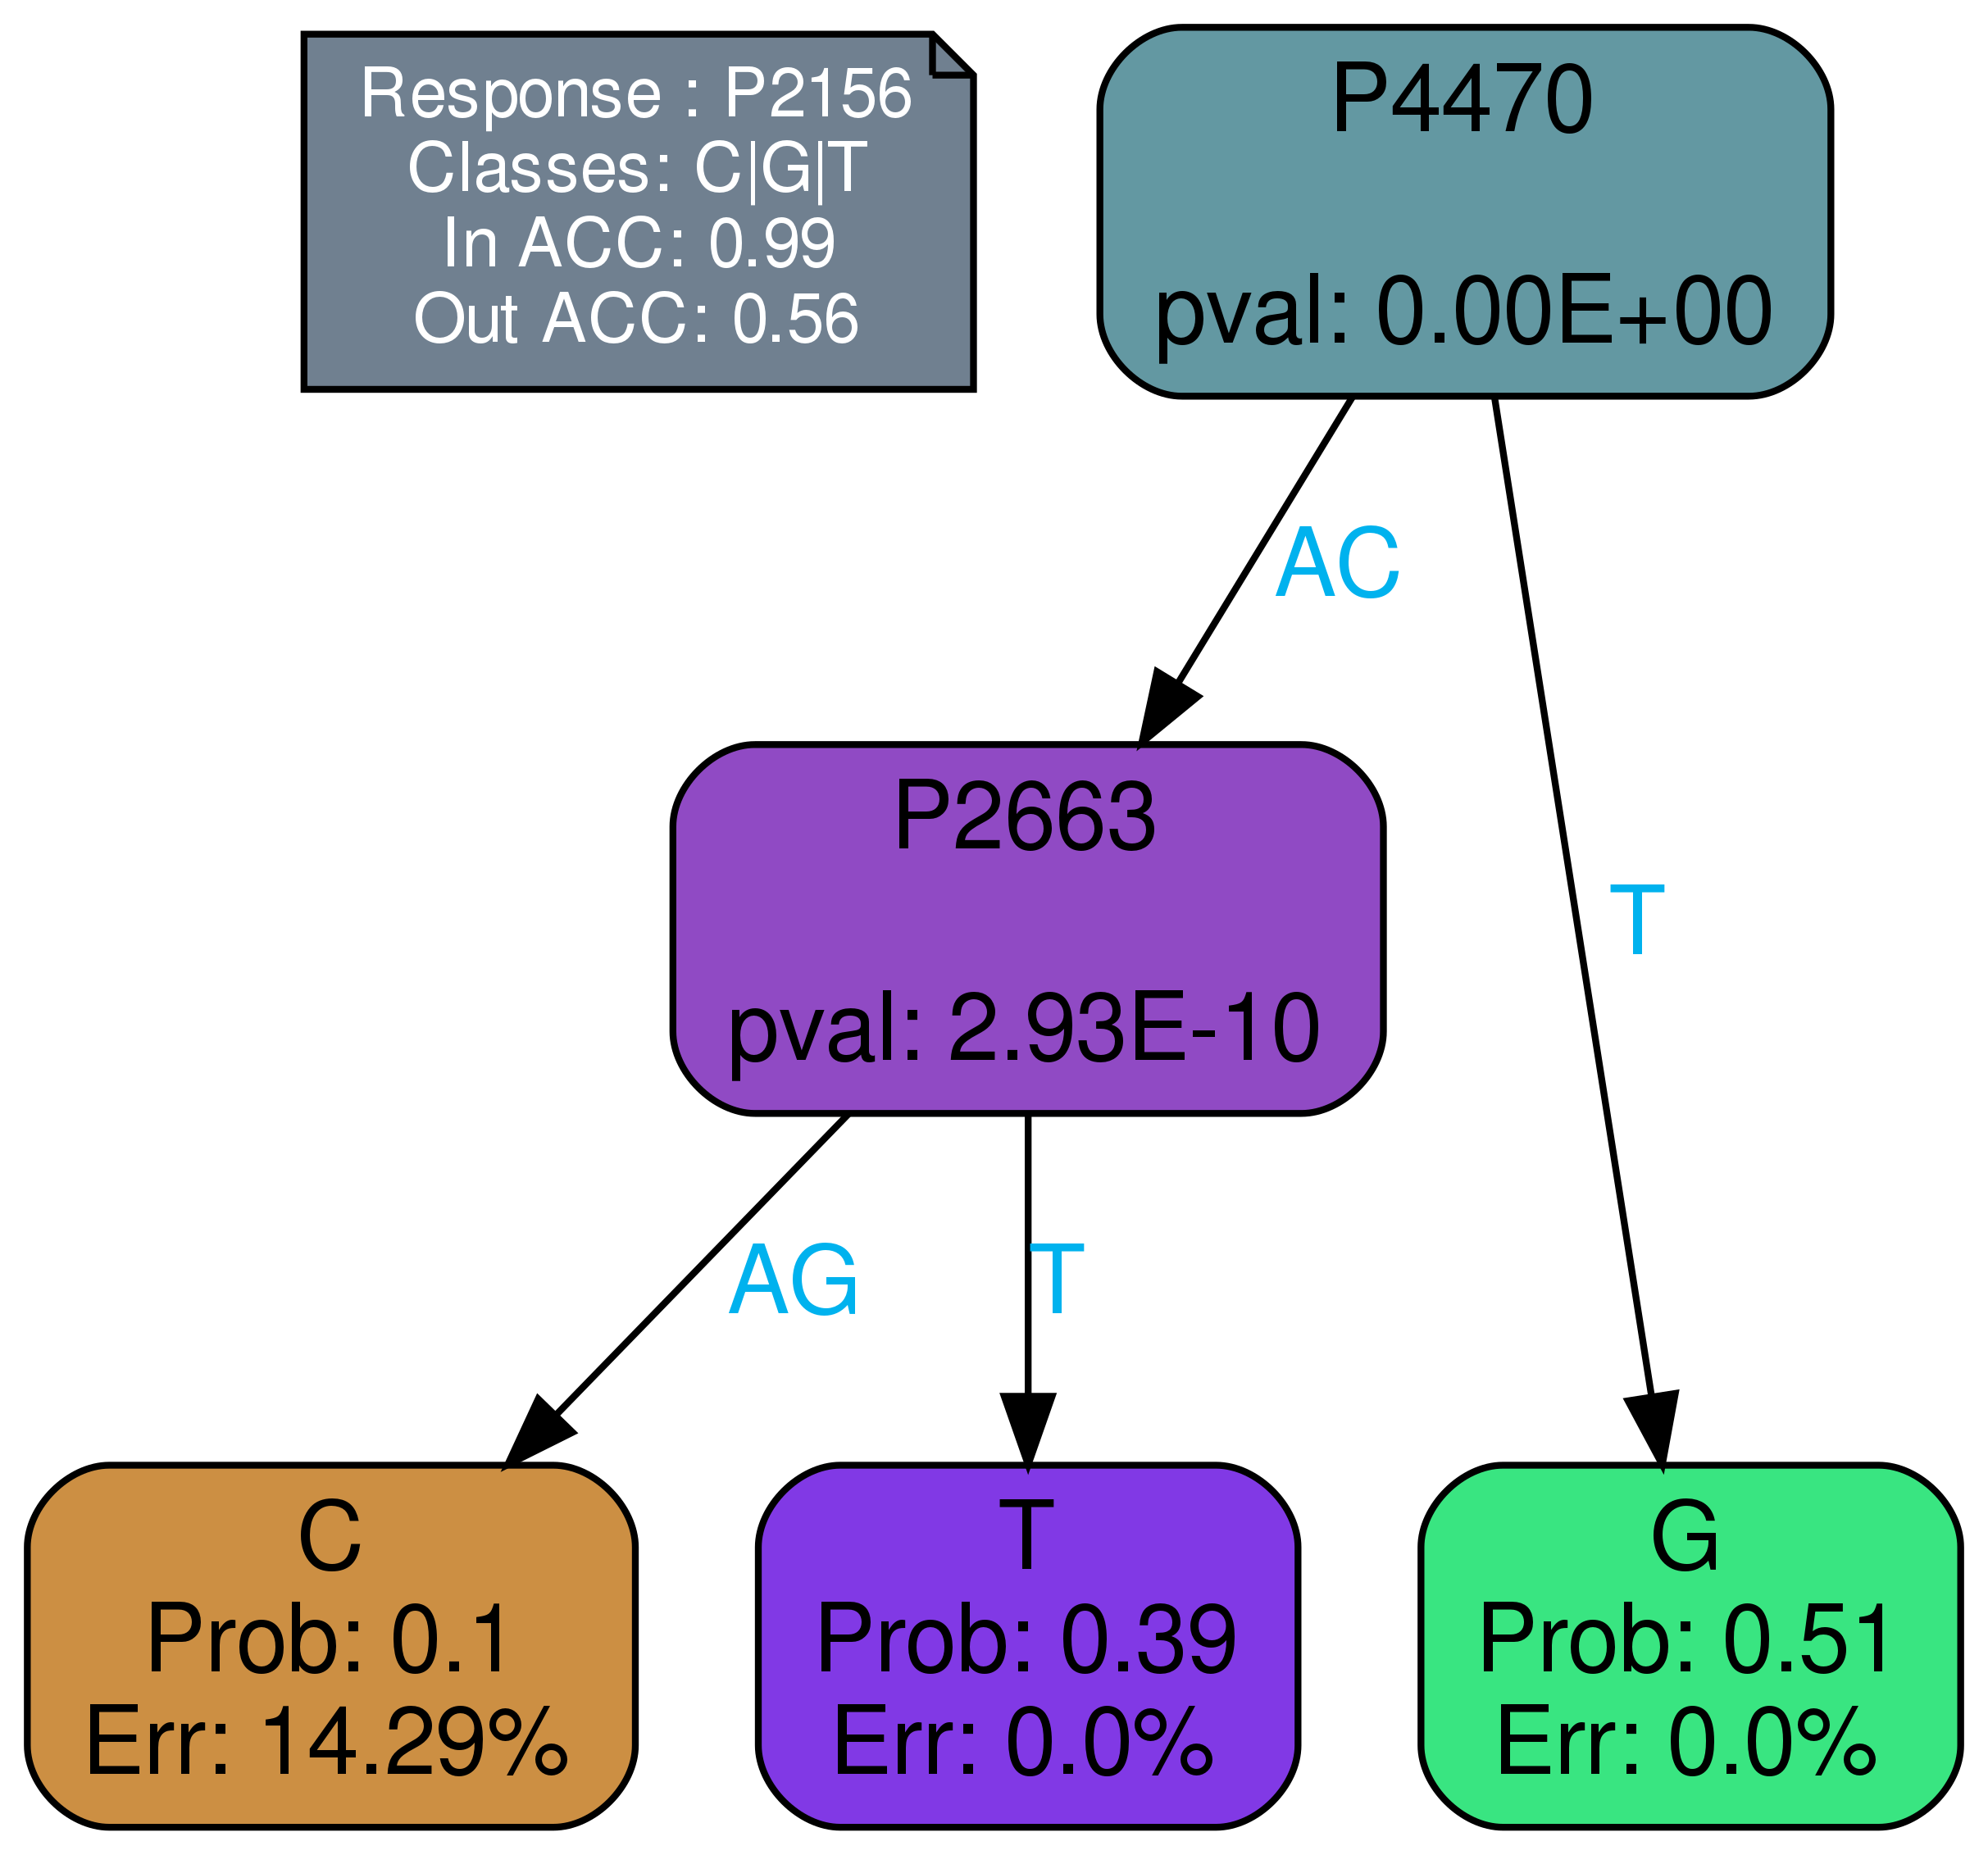 Response : P2156
Classes: C|G|T
In ACC: 0.99
Out ACC: 0.56
P4470
pval: 0.00E+00
AC
T
P2663
pval: 2.93E-10
AG
T
C
Prob: 0.1
Err: 14.29%
T
Prob: 0.39
Err: 0.0%
G
Prob: 0.51
Err: 0.0%